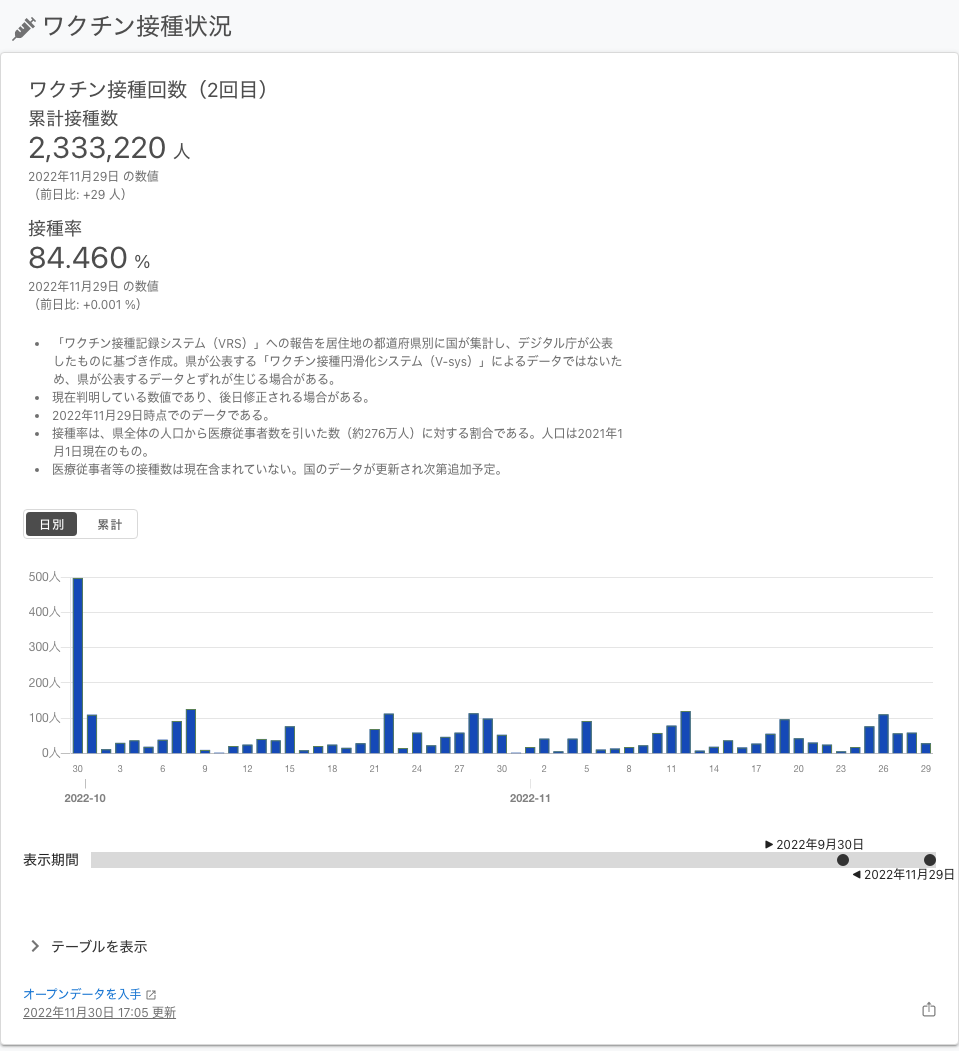 ワクチン接種状況
ワクチン接種回数（2回目）
累計接種数
2,333,220 人
2022年11月29日 の数値
（前日比: +29 人）
接種率
84.460 %
2022年11月29日 の数値
（前日比: +0.001 %）
• 「ワクチン接種記録システム（VRS）」への報告を居住地の都道府県別に国が集計し、デジタル庁が公表
したものに基づき作成。県が公表する「ワクチン接種円滑化システム（V-sys）」によるデータではないた
め、県が公表するデータとずれが生じる場合がある。
• 現在判明している数値であり、後日修正される場合がある。
• 2022年11月29日時点でのデータである。
• 接種率は、県全体の人口から医療従事者数を引いた数（約276万人）に対する割合である。人口は2021年1
月1日現在のもの。
• 医療従事者等の接種数は現在含まれていない。国のデータが更新され次第追加予定。
日別 累計
500人
400人
300人
200人
100人
0人
30 3 6 9 12 15 18 21 24 27 30 2 5 8 11 14 17 20 23 26 29
2022-10 2022-11
▶ 2022年9月30日
表示期間
◀ 2022年11月29日
テーブルを表示
オープンデータを入手
2022年11月30日 17:05 更新